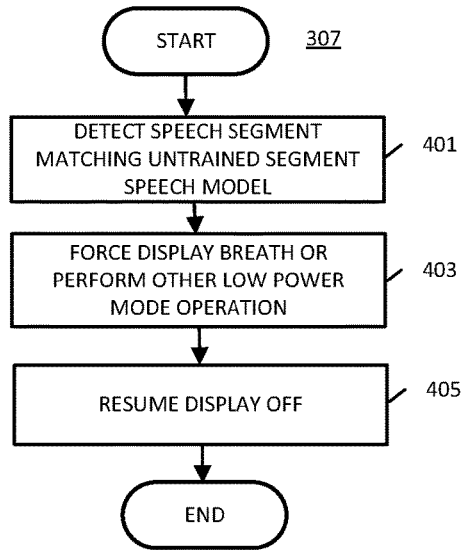 START
307
DETECT SPEECH SEGMENT
MATCHING UNTRAINED SEGMENT
SPEECH MODEL
401
FORCE DISPLAY BREATH OR
PERFORM OTHER LOW POWER
MODE OPERATION
403
RESUME DISPLAY OFF
405
END